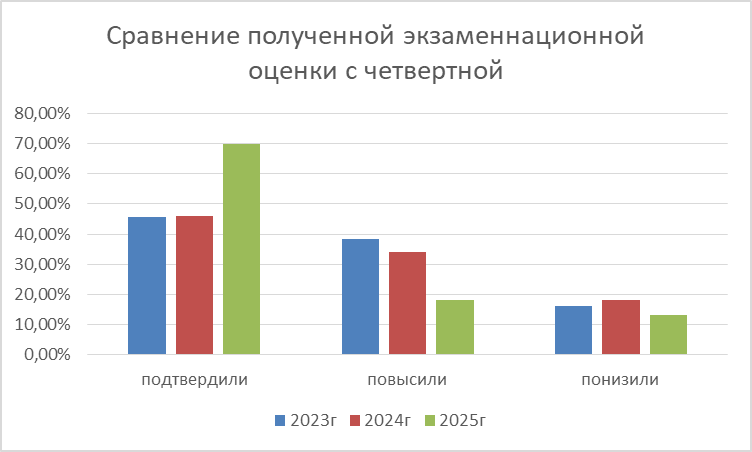 Сравнение полученной экзаменнационной
оценки с четвертной
80,00%
70,00%
60,00%
50,00%
40,00%
30,00%
20,00%
10,00%
0,00%
подтвердили повысили понизили
2023г 2024г 2025г